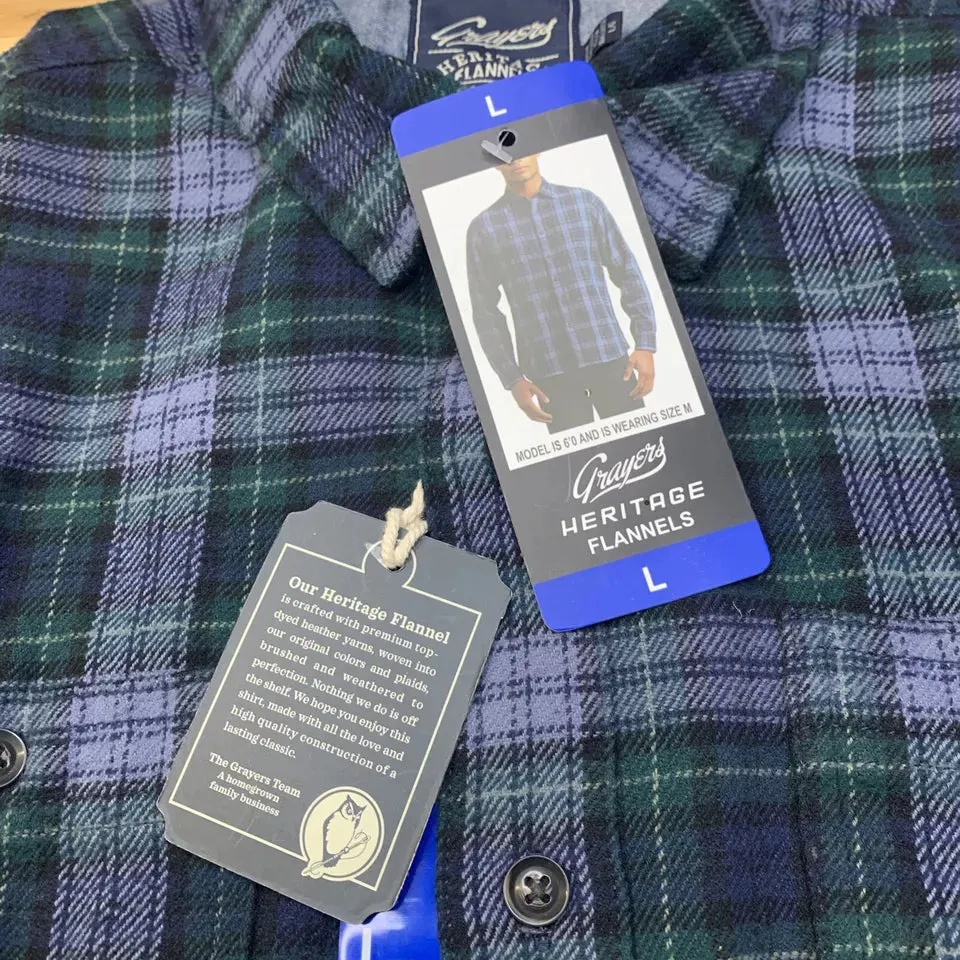 Grayers
HERITAGE
FLANNELS
L
MODEL IS 6'0 AND IS WEARING SIZE M
Grayers
HERITAGE
FLANNELS
L
Our Heritage Flannel
is crafted with premium top-
dyed heather yarns, woven into
our original colors and plaids,
brushed and weathered to
perfection. Nothing we do is off
the shelf. We hope you enjoy this
shirt, made with all the love and
high quality construction of a
lasting classic.
The Grayers Team
A homegrown
family business